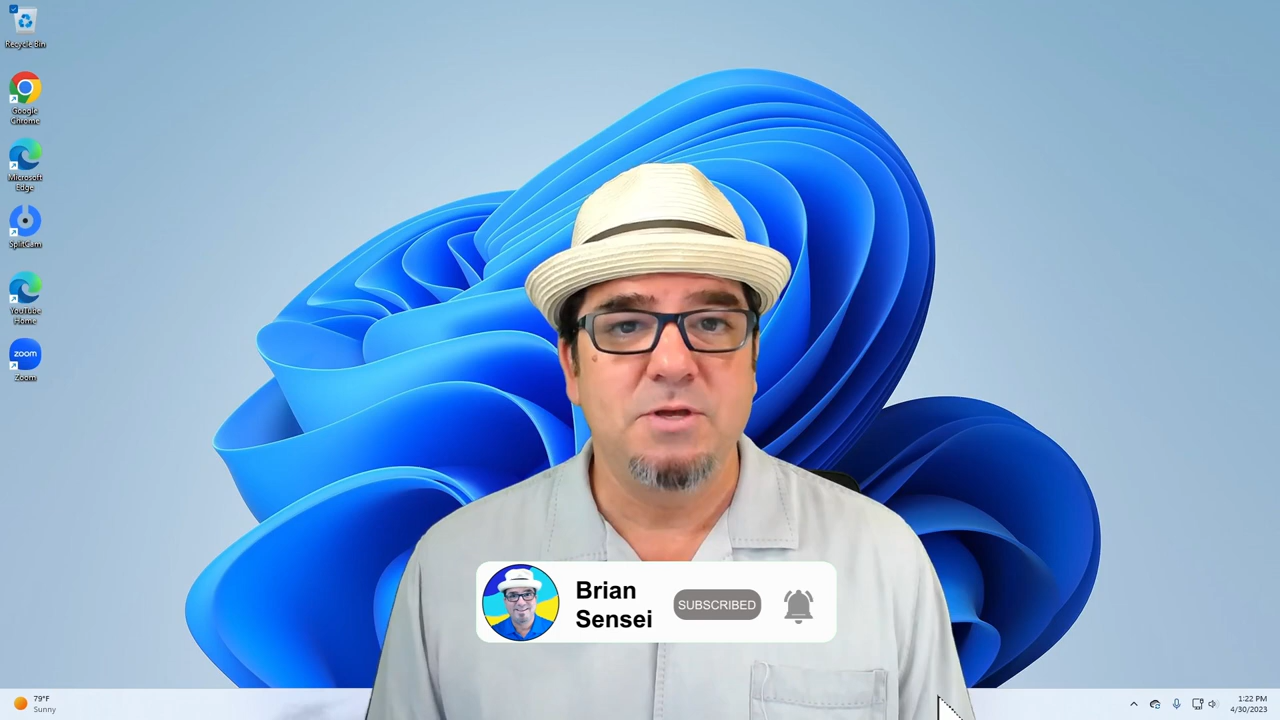 Recycle Bin
Google
Chrome
Microsoft
Edge
SplitCam
YouTube
Home
zoom
Zoom
Brian
Sensei
SUBSCRIBED
79°F
Sunny
1:22 PM
4/30/2023